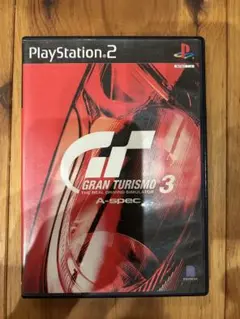 PlayStation.2
GT
GRAN TURISMO 3
THE REAL DRIVING SIMULATOR
A-spec